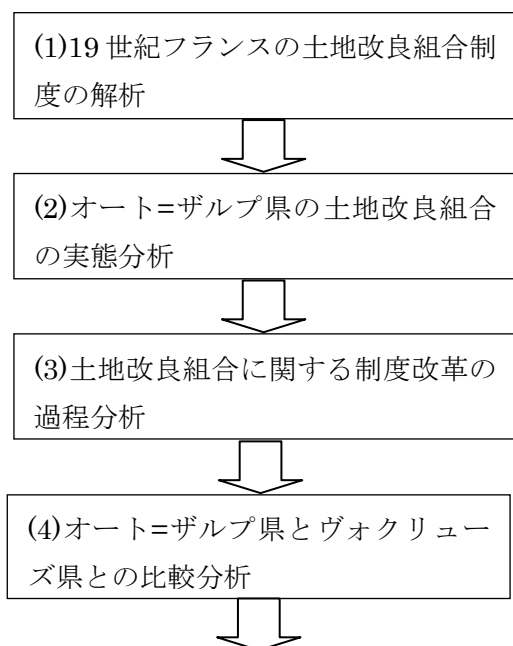 (1)19 世紀フランスの土地改良組合制
度の解析
(2)オート=ザルプ県の土地改良組合
の実態分析
(3)土地改良組合に関する制度改革の
過程分析
(4)オート=ザルプ県とヴォクリュー
ズ県との比較分析